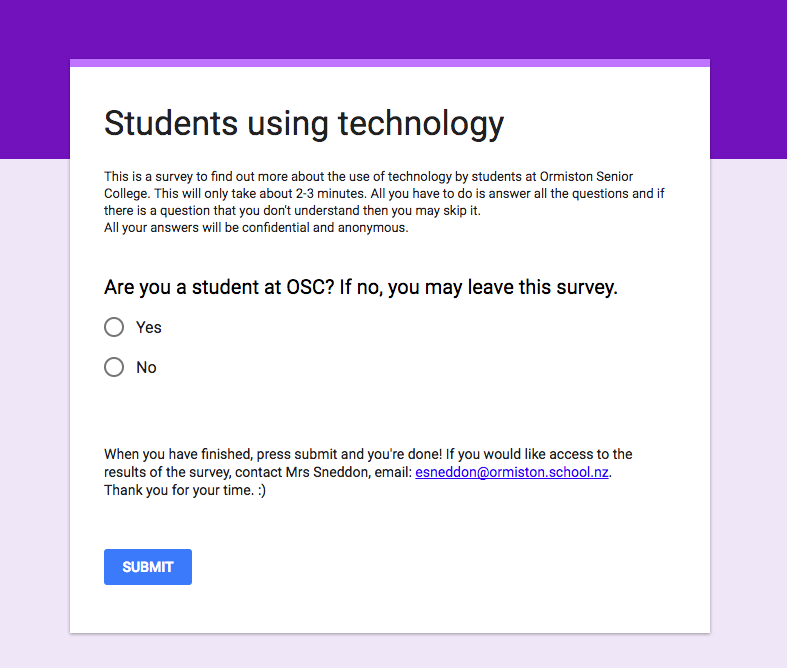 Students using technology
This is a survey to find out more about the use of technology by students at Ormiston Senior
College. This will only take about 2-3 minutes. All you have to do is answer all the questions and if
there is a question that you don't understand then you may skip it.
All your answers will be confidential and anonymous.
Are you a student at OSC? If no, you may leave this survey.
Yes
No
When you have finished, press submit and you're done! If you would like access to the
results of the survey, contact Mrs Sneddon, email: esneddon@ormiston.school.nz.
Thank you for your time. :)
SUBMIT